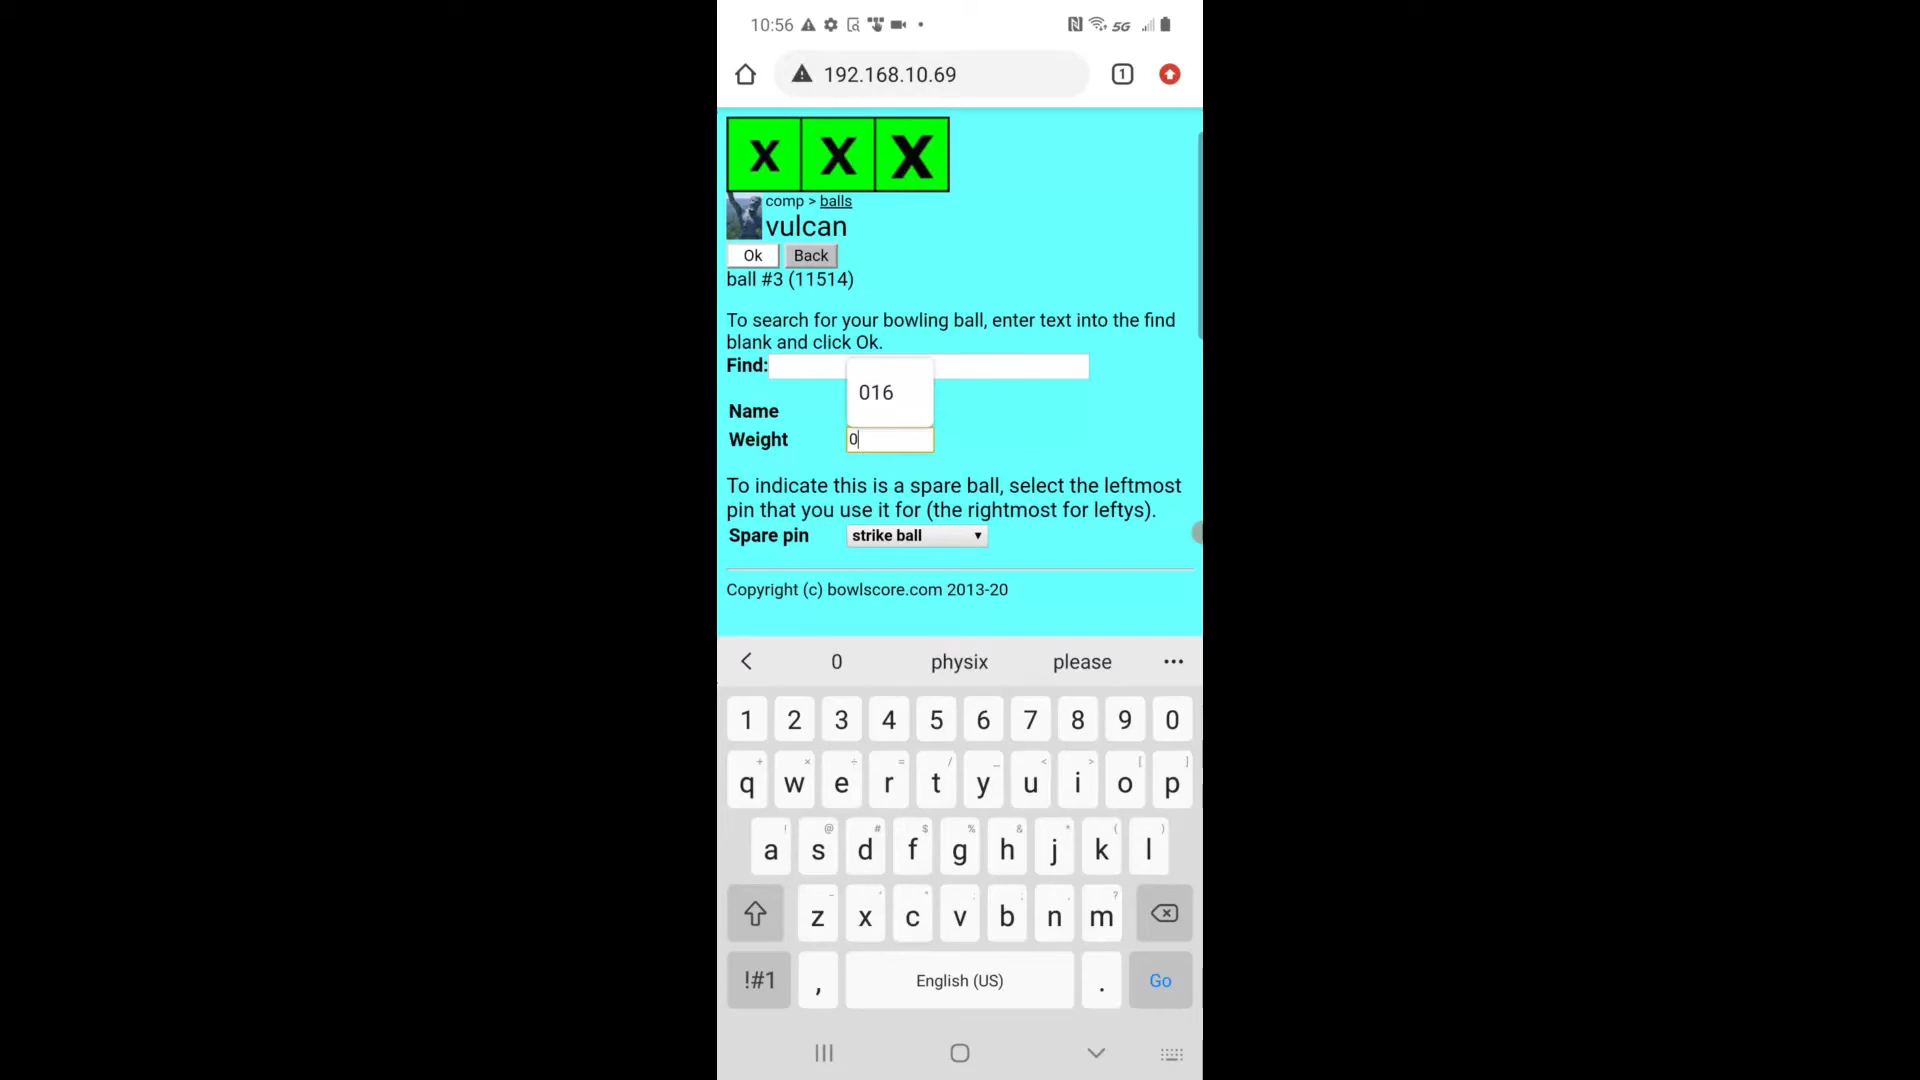 10:56 5G
192.168.10.69 1
X X X
comp > balls
vulcan
Ok Back
ball #3 (11514)
To search for your bowling ball, enter text into the find
blank and click Ok.
Find:
016
Name
Weight 0
To indicate this is a spare ball, select the leftmost
pin that you use it for (the rightmost for leftys).
Spare pin strike ball
Copyright (c) bowlscore.com 2013-20
0 physix please
1 2 3 4 5 6 7 8 9 0
q w e r t y u i o p
a s d f g h j k l
z x c v b n m
!#1 , English (US) . Go